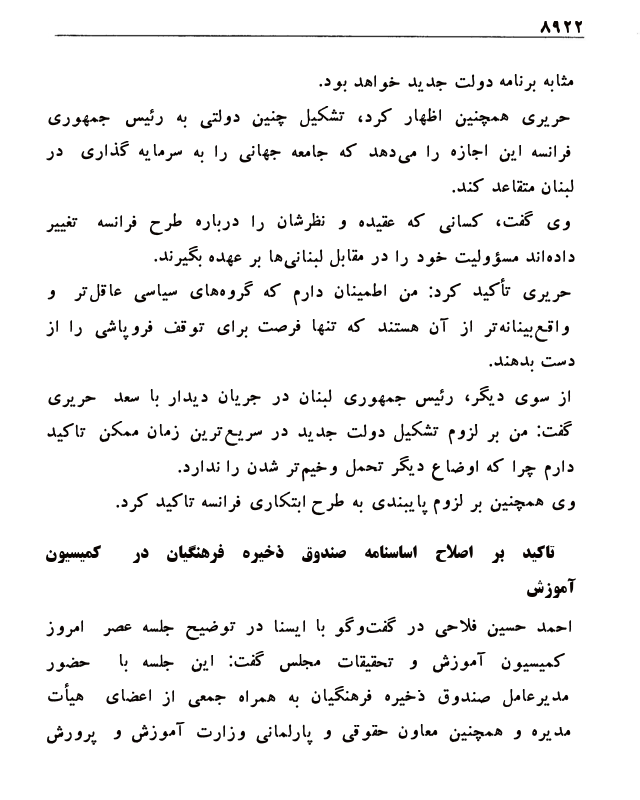 ۸۹۲۲
مثابه برنامه دولت جدید خواهد بود.
حریری همچنین اظهار کرد، تشکیل چنین دولتی به رئیس جمهوری
فرانسه این اجازه را می‌دهد که جامعه جهانی را به سرمایه گذاری در
لبنان متقاعد کند.
وی گفت، کسانی که عقیده و نظرشان را درباره طرح فرانسه تغییر
داده‌اند مسؤولیت خود را در مقابل لبنانی‌ها بر عهده بگیرند.
حریری تأکید کرد: من اطمینان دارم که گروه‌های سیاسی عاقل‌تر و
واقع‌بینانه‌تر از آن هستند که تنها فرصت برای توقف فروپاشی را از
دست بدهند.
از سوی دیگر، رئیس جمهوری لبنان در جریان دیدار با سعد حریری
گفت: من بر لزوم تشکیل دولت جدید در سریع‌ترین زمان ممکن تاکید
دارم چرا که اوضاع دیگر تحمل وخیم‌تر شدن را ندارد.
وی همچنین بر لزوم پایبندی به طرح ابتکاری فرانسه تاکید کرد.
تاکید بر اصلاح اساسنامه صندوق ذخیره فرهنگیان در کمیسیون
آموزش
احمد حسین فلاحی در گفت‌وگو با ایسنا در توضیح جلسه عصر امروز
کمیسیون آموزش و تحقیقات مجلس گفت: این جلسه با حضور
مدیرعامل صندوق ذخیره فرهنگیان به همراه جمعی از اعضای هیأت
مدیره و همچنین معاون حقوقی و پارلمانی وزارت آموزش و پرورش